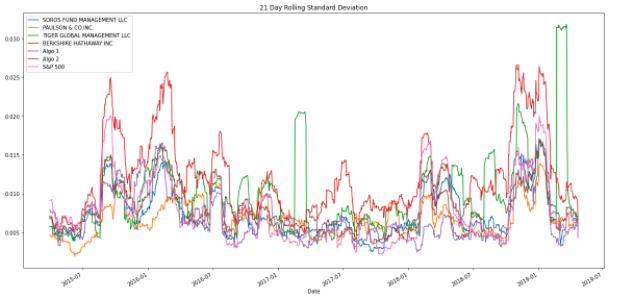 21 Day Rolling Standard Deviation
SOROS FUND MANAGEMENT LLC
PAULSON & CO.INC.
TIGER GLOBAL MANAGEMENT LLC
BERKSHIRE HATHAWAY INC
Algo 1
Algo 2
S&P 500
0.030
0.025
0.020
0.015
0.010
0.005
2015-07
2016-01
2016-07
2017-01
2017-07
2018-01
2018-07
2019-01
2019-07
Date